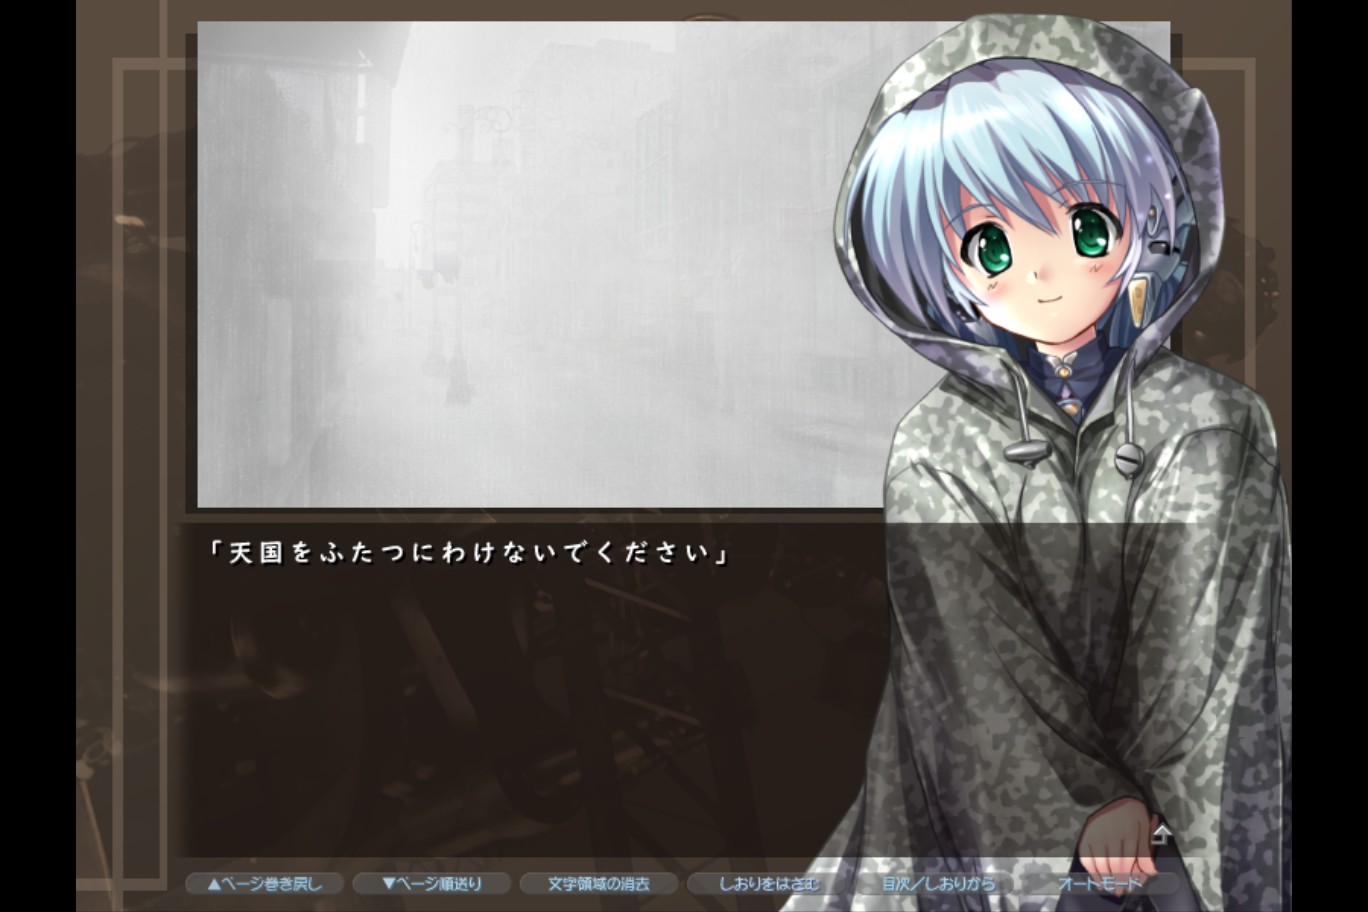 「天国をふたつにわけないでください」
▲ページ巻き戻し
▼ページ順送り
文字領域の消去
しおりをはさむ
目次／しおりから
オートモード